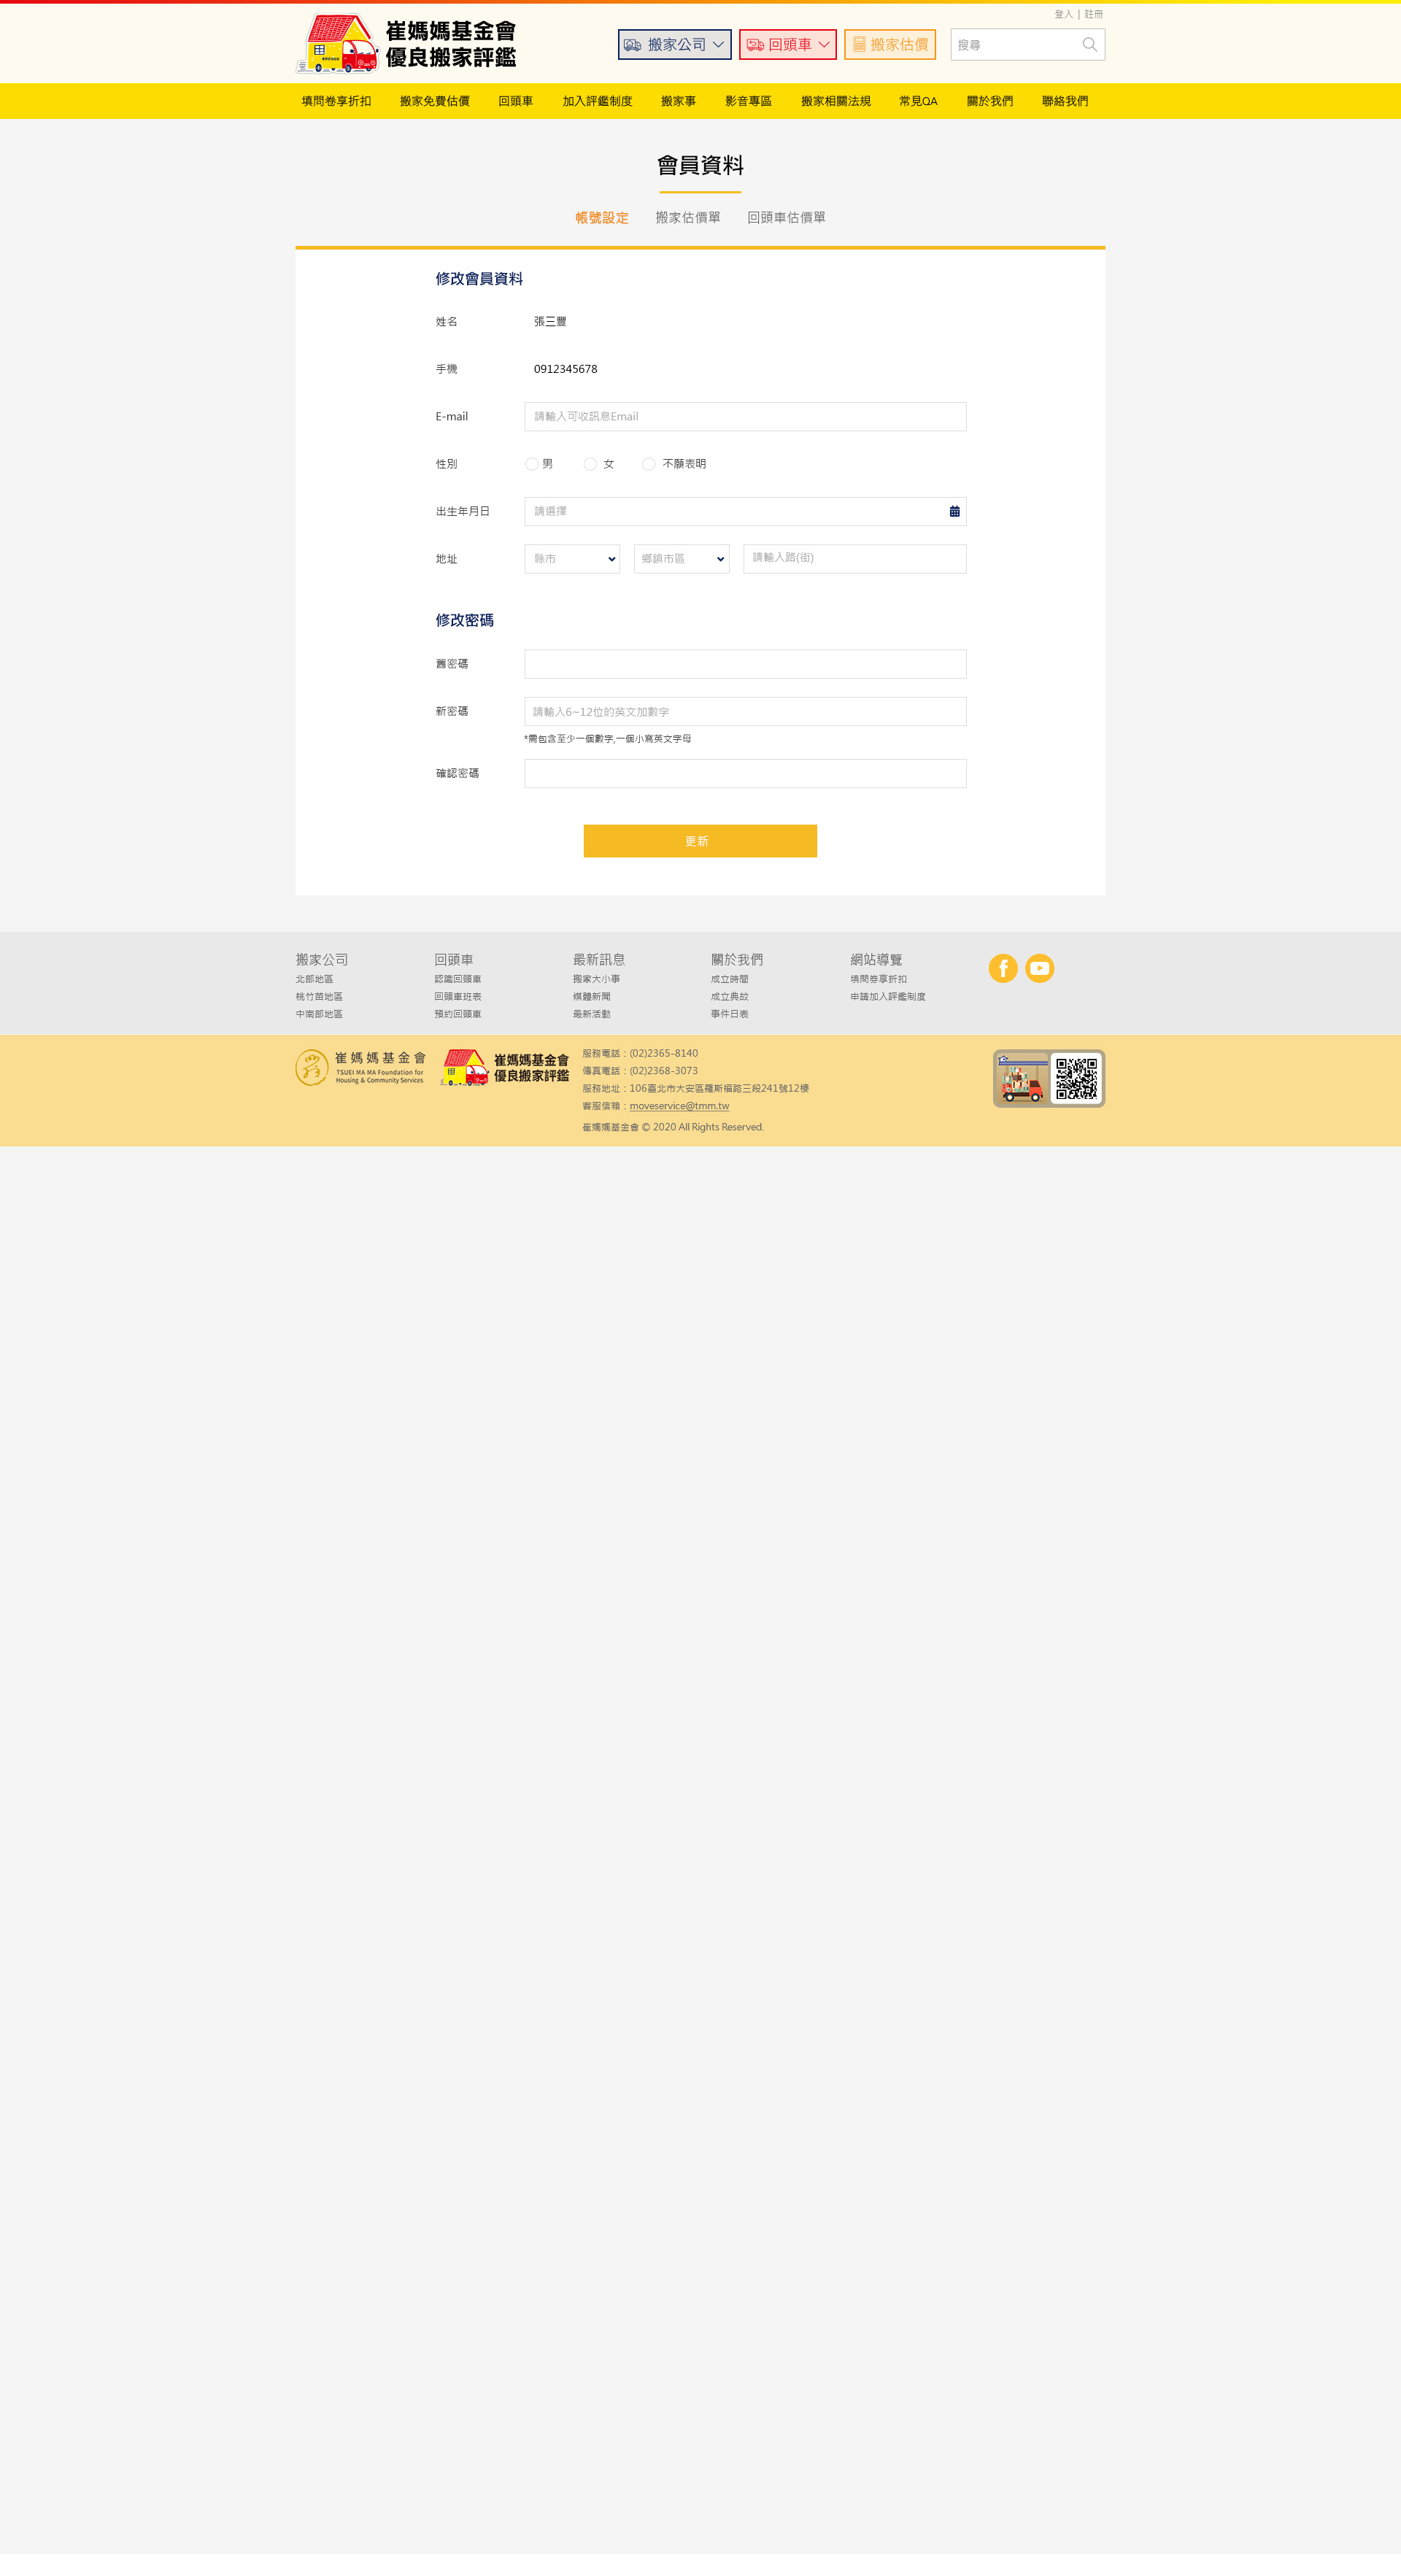 登入 | 註冊
崔媽媽基金會
優良搬家評鑑
搬家公司 回頭車 搬家估價 搜尋
填問卷享折扣 搬家免費估價 回頭車 加入評鑑制度 搬家事 影音專區 搬家相關法規 常見QA 關於我們 聯絡我們
會員資料
帳號設定 搬家估價單 回頭車估價單
修改會員資料
姓名 張三豐
手機 0912345678
E-mail 請輸入可收訊息Email
性別 男 女 不願表明
出生年月日 請選擇
地址 縣市 鄉鎮市區 請輸入路(街)
修改密碼
舊密碼
新密碼 請輸入6~12位的英文加數字
*需包含至少一個數字,一個小寫英文字母
確認密碼
更新
搬家公司 回頭車 最新訊息 關於我們 網站導覽
北部地區 認識回頭車 搬家大小事 成立時間 填問券享折扣
桃竹苗地區 回頭車班表 媒體新聞 成立典故 申請加入評鑑制度
中南部地區 預約回頭車 最新活動 事件日表
崔媽媽基金會
TSUEI MA MA Foundation for
Housing & Community Services
崔媽媽基金會
優良搬家評鑑
服務電話：(02)2365-8140
傳真電話：(02)2368-3073
服務地址：106臺北市大安區羅斯福路三段241號12樓
客服信箱：moveservice@tmm.tw
崔媽媽基金會 © 2020 All Rights Reserved.